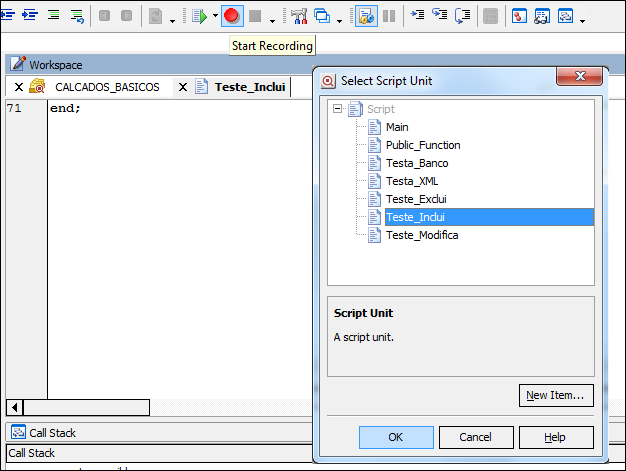 Start Recording
Workspace
CALCADOS_BASICOS
Teste_Inclui
71 end;
Select Script Unit
Script
Main
Public_Function
Testa_Banco
Testa_XML
Teste_Exclui
Teste_Inclui
Teste_Modifica
Script Unit
A script unit.
New Item...
OK Cancel Help
Call Stack
Call Stack